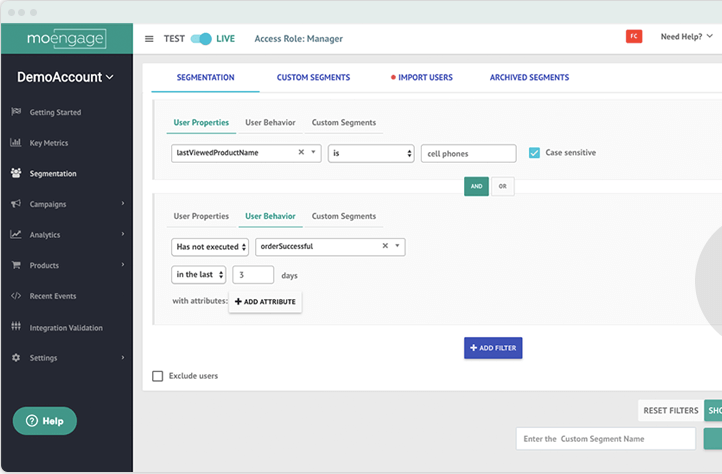 moengage
TEST LIVE Access Role: Manager FC Need Help?
DemoAccount
Getting Started
Key Metrics
Segmentation
Campaigns
Analytics
Products
Recent Events
Integration Validation
Settings
Help
SEGMENTATION CUSTOM SEGMENTS IMPORT USERS ARCHIVED SEGMENTS
User Properties User Behavior Custom Segments
lastViewedProductName is cell phones Case sensitive
AND OR
User Properties User Behavior Custom Segments
Has not executed orderSuccessful
in the last 3 days
with attributes: + ADD ATTRIBUTE
+ ADD FILTER
Exclude users
RESET FILTERS SHO
Enter the Custom Segment Name